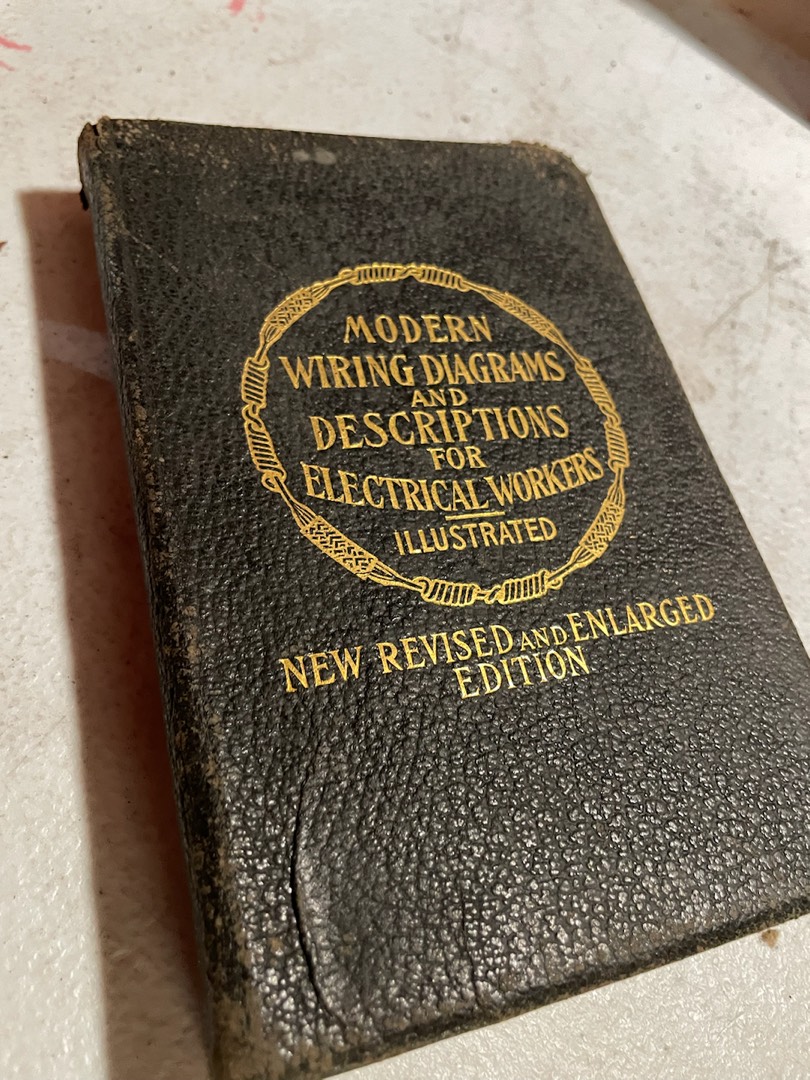 MODERN
WIRING DIAGRAMS
AND
DESCRIPTIONS
FOR
ELECTRICAL WORKERS
ILLUSTRATED
NEW REVISED AND ENLARGED
EDITION